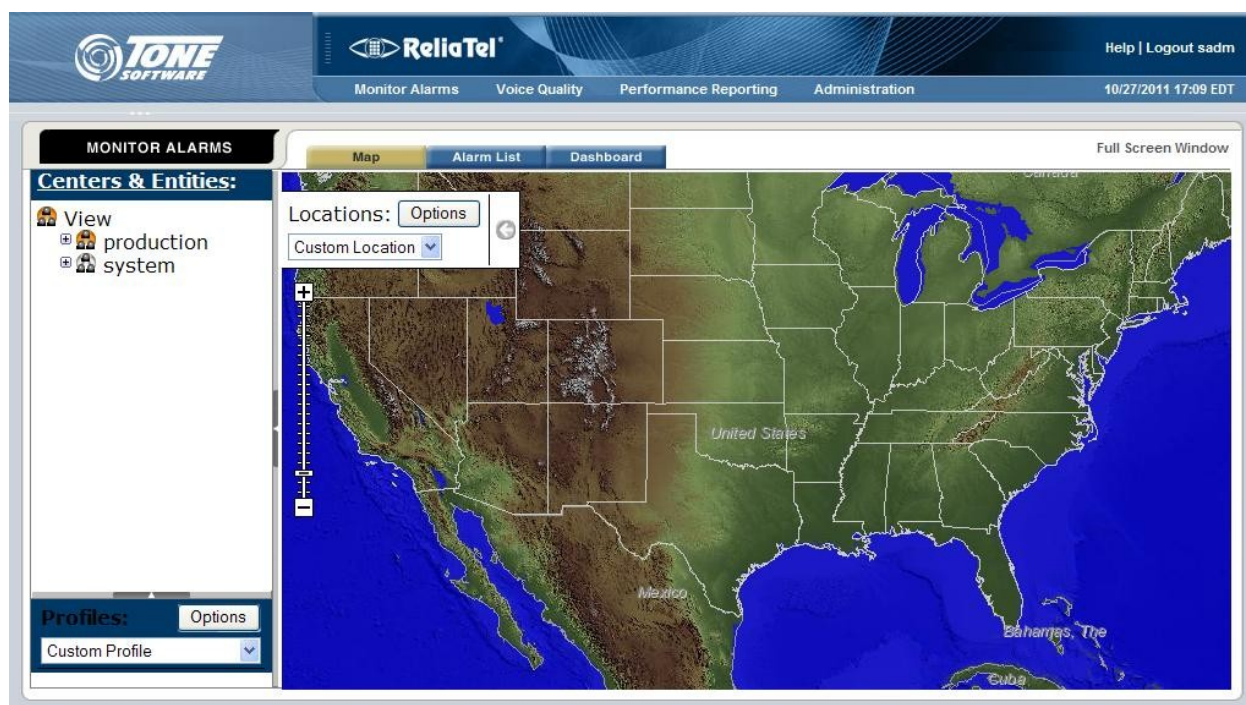 TONE
SOFTWARE
ReliaTel
Help | Logout sadm
Monitor Alarms Voice Quality Performance Reporting Administration 10/27/2011 17:09 EDT
MONITOR ALARMS
Map Alarm List Dashboard Full Screen Window
Centers & Entities:
View
production
system
Locations: Options
Custom Location
Canada
United States
Mexico
Bahamas, The
Cuba
Profiles: Options
Custom Profile